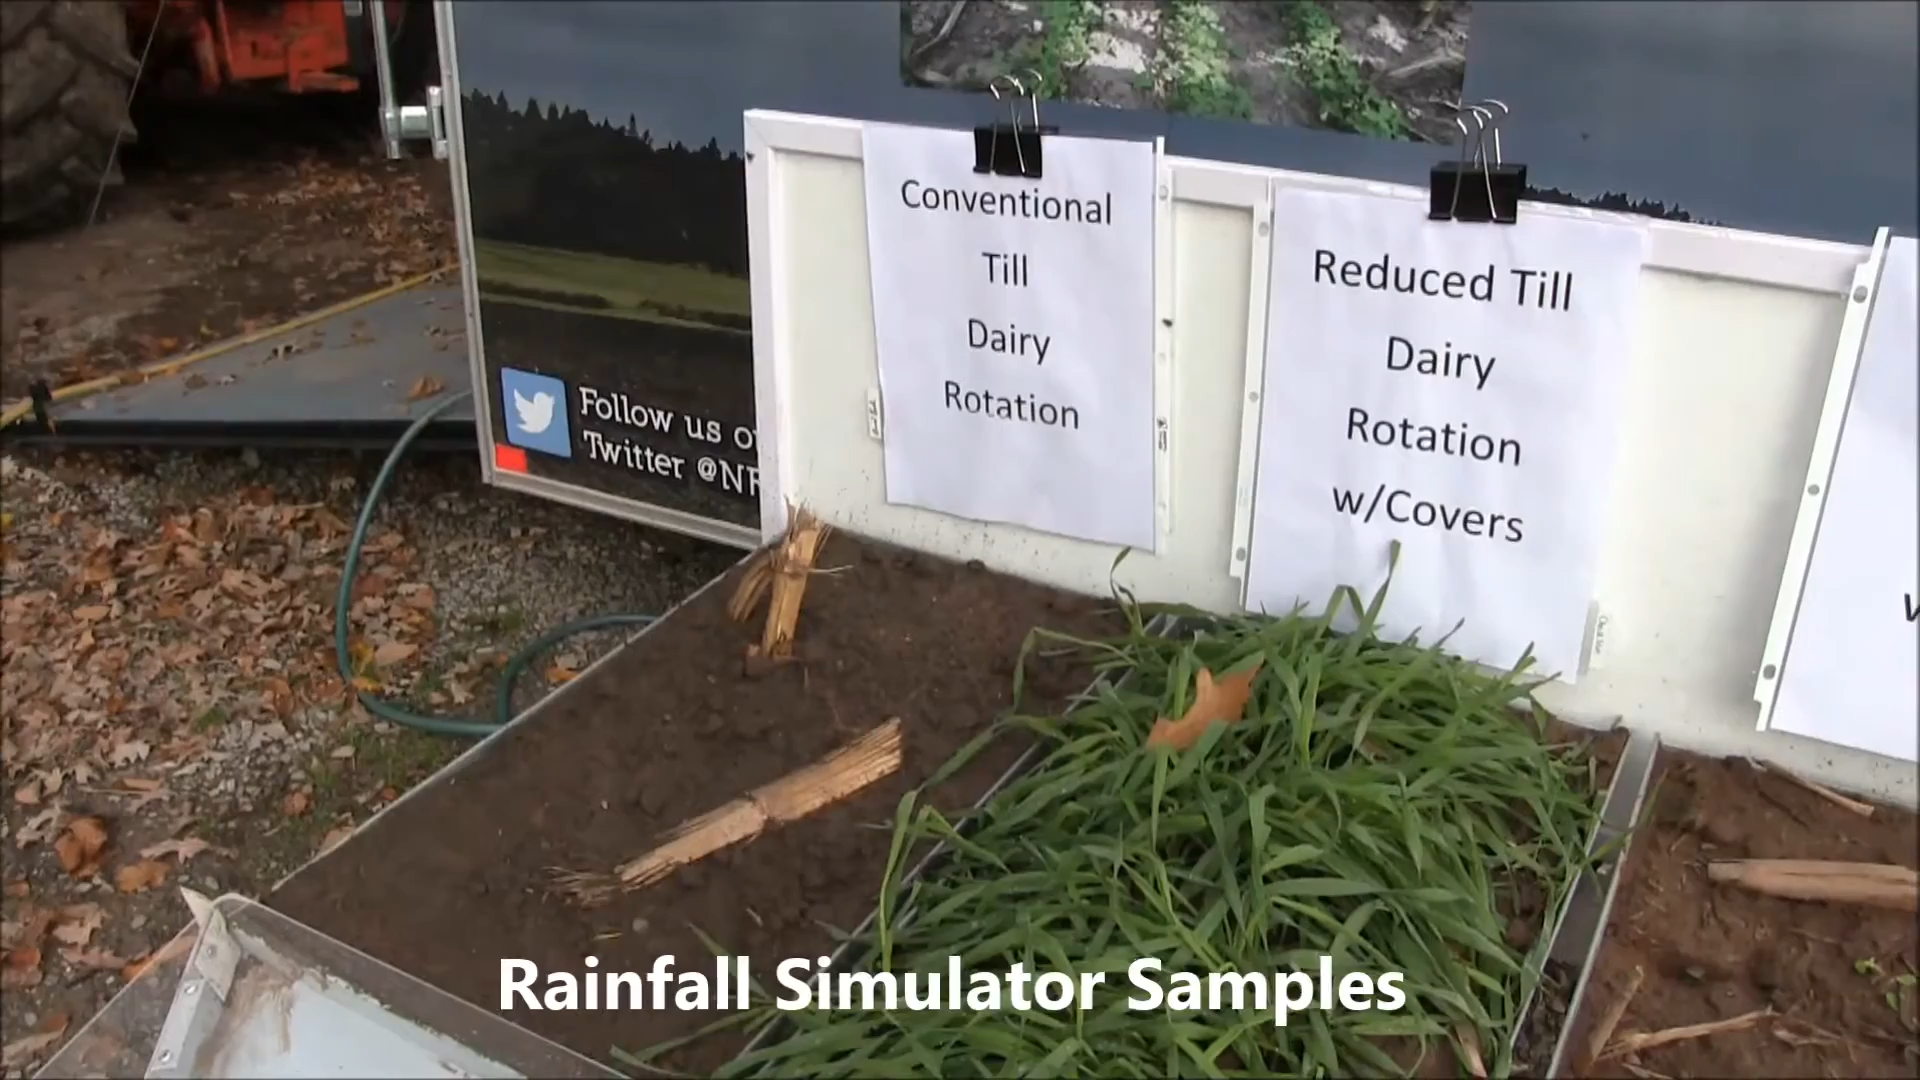 Conventional
Till
Dairy
Rotation
Reduced Till
Dairy
Rotation
w/Covers
Follow us
Twitter @NR
Rainfall Simulator Samples